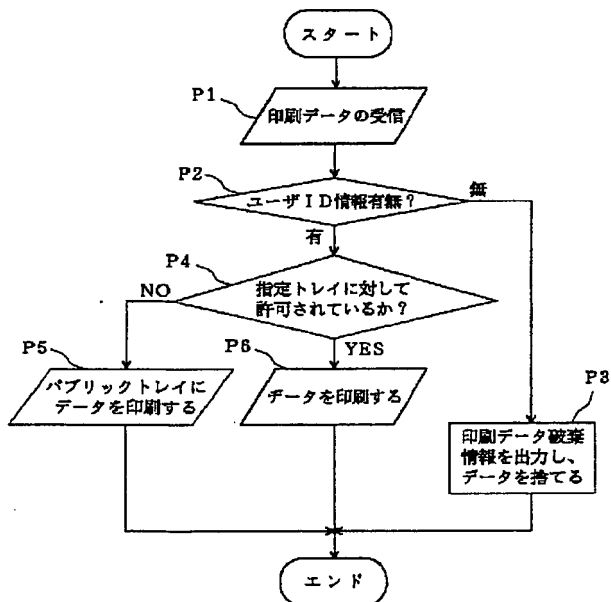 スタート
P1
印刷データの受信
P2
ユーザID情報有無?
無
有
P4
指定トレイに対して
許可されているか?
NO
YES
P5
パブリックトレイに
データを印刷する
P6
データを印刷する
P3
印刷データ破棄
情報を出力し、
データを捨てる
エンド